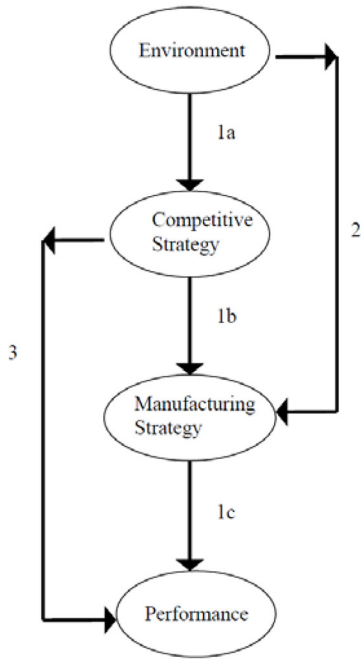 Environment
1a
Competitive
Strategy
2
1b
3
Manufacturing
Strategy
1c
Performance